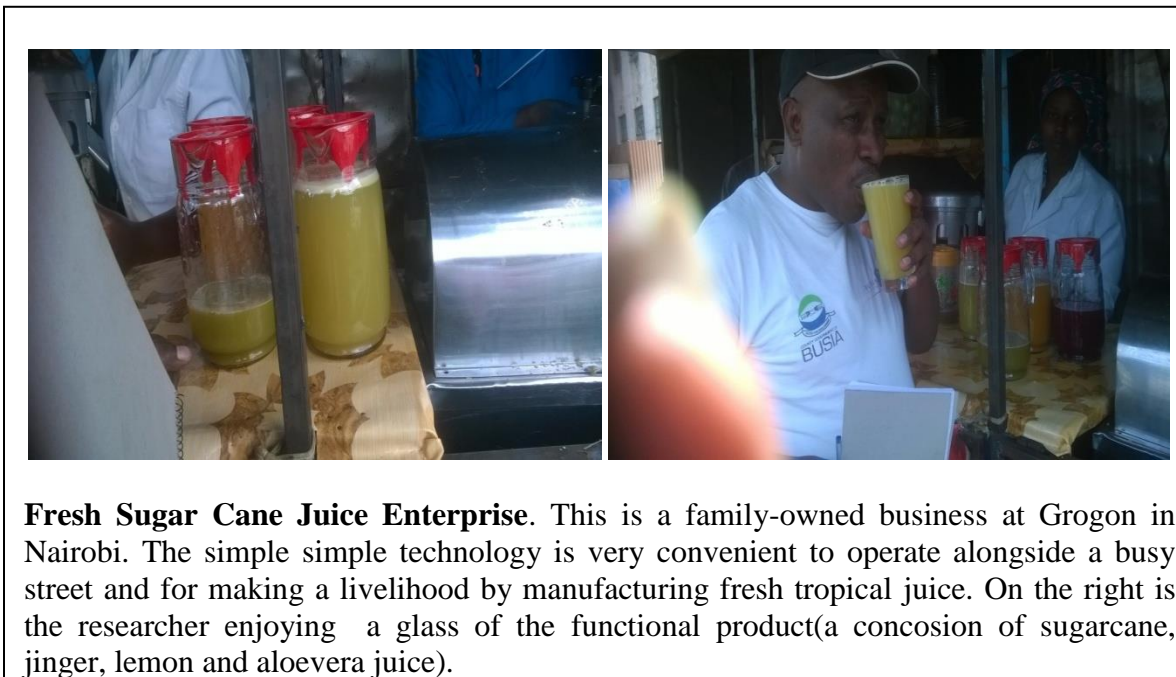 BUSIA
Fresh Sugar Cane Juice Enterprise. This is a family-owned business at Grogon in
Nairobi. The simple simple technology is very convenient to operate alongside a busy
street and for making a livelihood by manufacturing fresh tropical juice. On the right is
the researcher enjoying a glass of the functional product(a concosion of sugarcane,
jinger, lemon and aloevera juice).